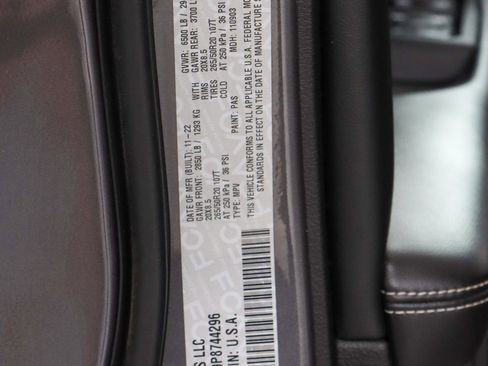 S LLC
P8744296
IN: U.S.A.
DATE OF MFR (BUILT): 11-22 GVWR: 6500 LB / 29
GAWR FRONT: 2850 LB / 1293 KG WITH GAWR REAR: 3700 L
20X8.5 RIMS 20X8.5
265/50R20 107T TIRES 265/50R20 107T
AT 250 kPa / 36 PSI COLD AT 250 kPa / 36 PSI
TYPE: MPV PAINT: PAS MDH: 110903
THIS VEHICLE CONFORMS TO ALL APPLICABLE U.S.A. FEDERAL MO
STANDARDS IN EFFECT ON THE DATE OF MANUFACTURE S